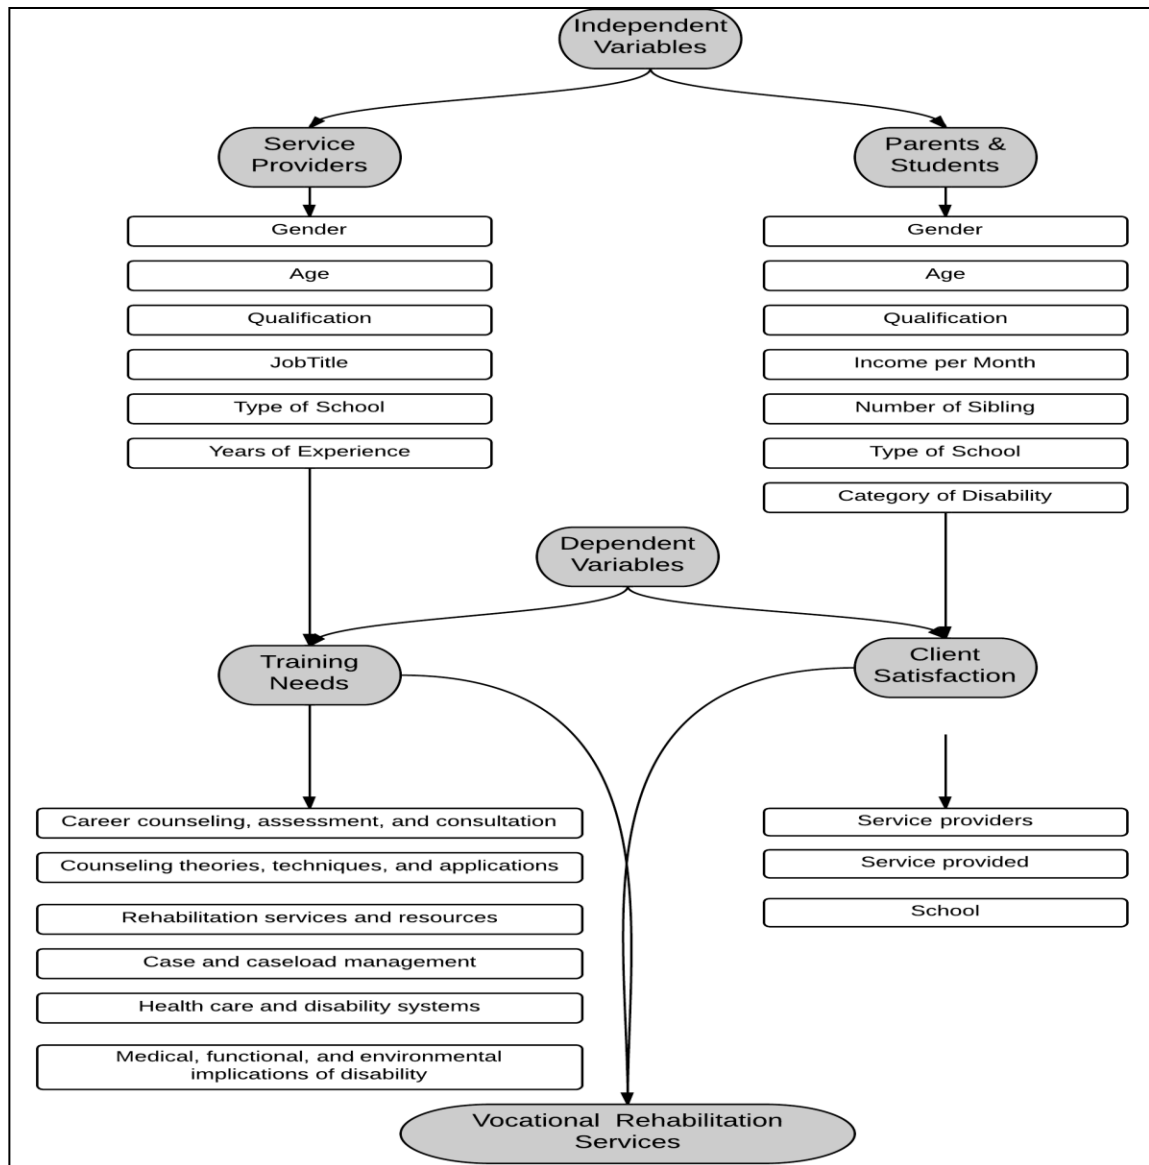 Independent
Variables
Service
Providers
Parents &
Students
Gender
Age
Qualification
JobTitle
Type of School
Years of Experience
Gender
Age
Qualification
Income per Month
Number of Sibling
Type of School
Category of Disability
Dependent
Variables
Training
Needs
Client
Satisfaction
Career counseling, assessment, and consultation
Counseling theories, techniques, and applications
Rehabilitation services and resources
Case and caseload management
Health care and disability systems
Medical, functional, and environmental
implications of disability
Service providers
Service provided
School
Vocational Rehabilitation
Services